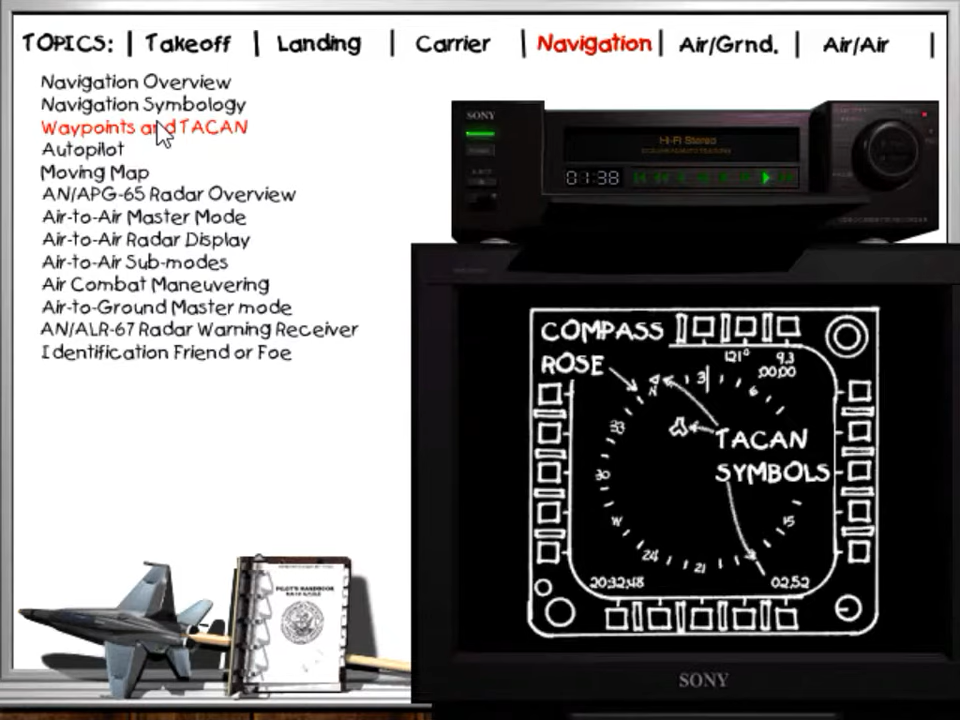 TOPICS: | Takeoff | Landing | Carrier | Navigation | Air/Grnd. | Air/Air |
Navigation Overview
Navigation Symbology
Waypoints and TACAN
Autopilot
Moving Map
AN/APG-65 Radar Overview
Air-to-Air Master Mode
Air-to-Air Radar Display
Air-to-Air Sub-modes
Air Combat Maneuvering
Air-to-Ground Master mode
AN/ALR-67 Radar Warning Receiver
Identification Friend or Foe
SONY
Hi-Fi Stereo
01:38
COMPASS
ROSE
121°
9.3
00,00
N
3
6
33
TACAN
SYMBOLS
30
W
15
24
21
20:32:48
02:52
PILOT'S HANDBOOK
SONY